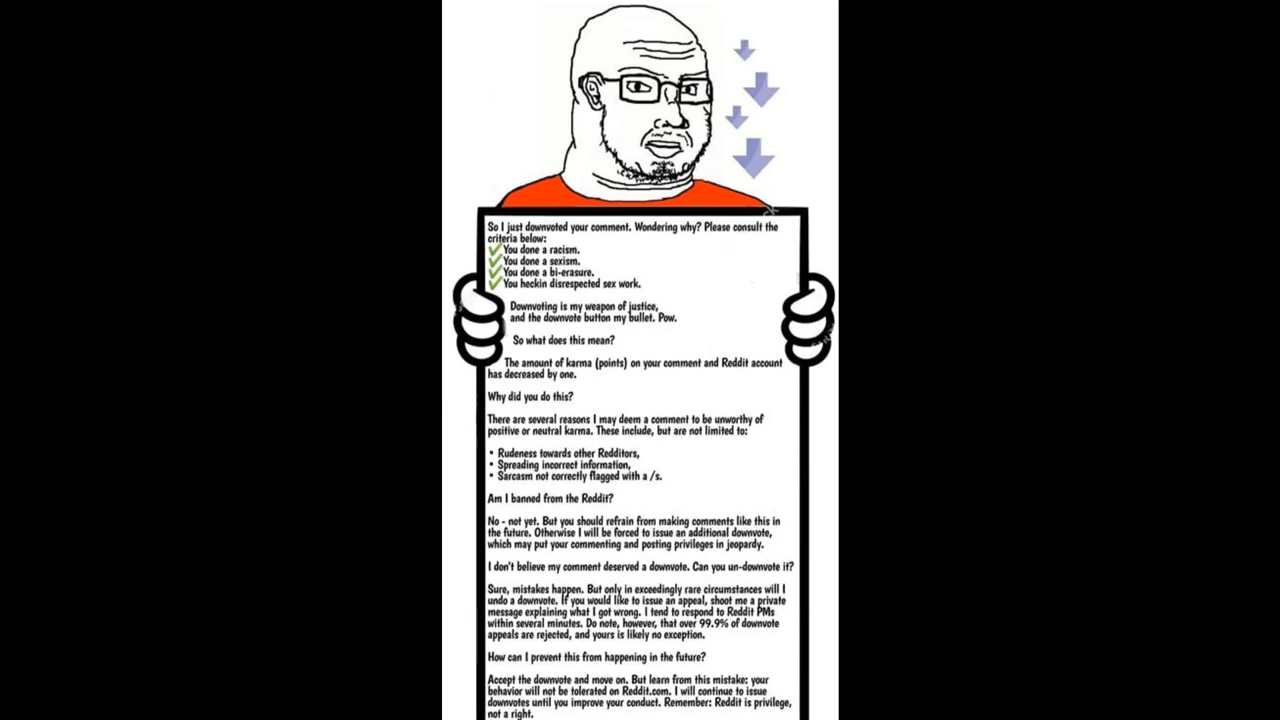 So I just downvoted your comment. Wondering why? Please consult the
criteria below:
✔You done a racism.
✔You done a sexism.
✔You done a bi-erasure.
✔You heckin disrespected sex work.
Downvoting is my weapon of justice,
and the downvote button my bullet. Pow.
So what does this mean?
The amount of karma (points) on your comment and Reddit account
has decreased by one.
Why did you do this?
There are several reasons I may deem a comment to be unworthy of
positive or neutral karma. These include, but are not limited to:
• Rudeness towards other Redditors,
• Spreading incorrect information,
• Sarcasm not correctly flagged with a /s.
Am I banned from the Reddit?
No - not yet. But you should refrain from making comments like this in
the future. Otherwise I will be forced to issue an additional downvote,
which may put your commenting and posting privileges in jeopardy.
I don't believe my comment deserved a downvote. Can you un-downvote it?
Sure, mistakes happen. But only in exceedingly rare circumstances will I
undo a downvote. If you would like to issue an appeal, shoot me a private
message explaining what I got wrong. I tend to respond to Reddit PMs
within several minutes. Do note, however, that over 99.9% of downvote
appeals are rejected, and yours is likely no exception.
How can I prevent this from happening in the future?
Accept the downvote and move on. But learn from this mistake: your
behavior will not be tolerated on Reddit.com. I will continue to issue
downvotes until you improve your conduct. Remember: Reddit is privilege,
not a right.